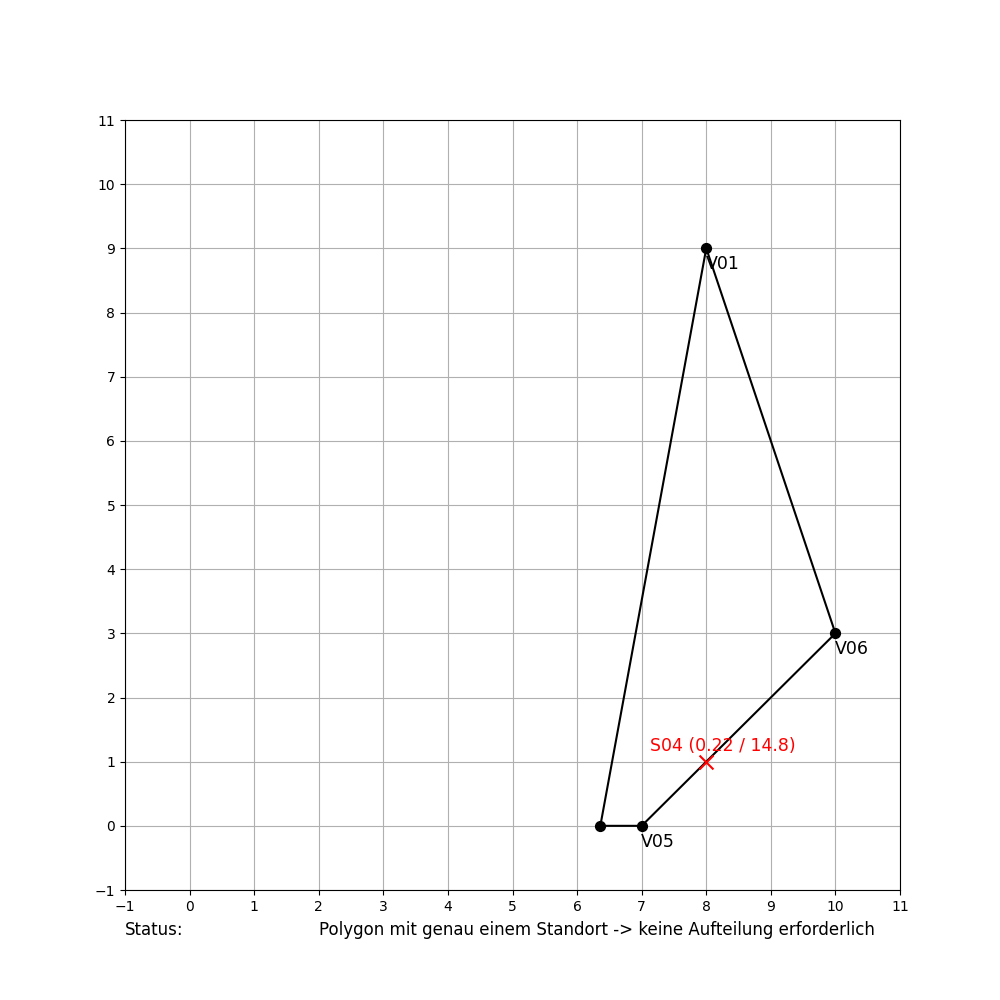 11
10
9
V01
8
7
6
5
4
3
V06
2
S04 (0.22 / 14.8)
1
0
V05
−1
−1 0 1 2 3 4 5 6 7 8 9 10 11
Status: Polygon mit genau einem Standort -> keine Aufteilung erforderlich